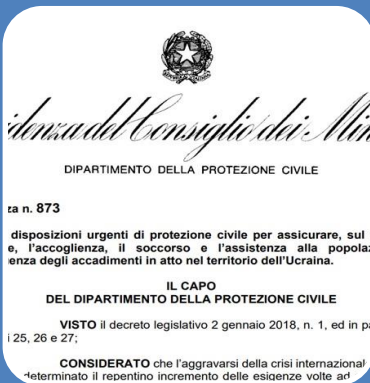 idenza del Consiglio dei Min
DIPARTIMENTO DELLA PROTEZIONE CIVILE
za n. 873
disposizioni urgenti di protezione civile per assicurare, sul
e, l'accoglienza, il soccorso e l'assistenza alla popola
enza degli accadimenti in atto nel territorio dell'Ucraina.
IL CAPO
DEL DIPARTIMENTO DELLA PROTEZIONE CIVILE
VISTO il decreto legislativo 2 gennaio 2018, n. 1, ed in pa
i 25, 26 e 27;
CONSIDERATO che l'aggravarsi della crisi internazional
determinato il repentino incremento delle esigenze volte ad